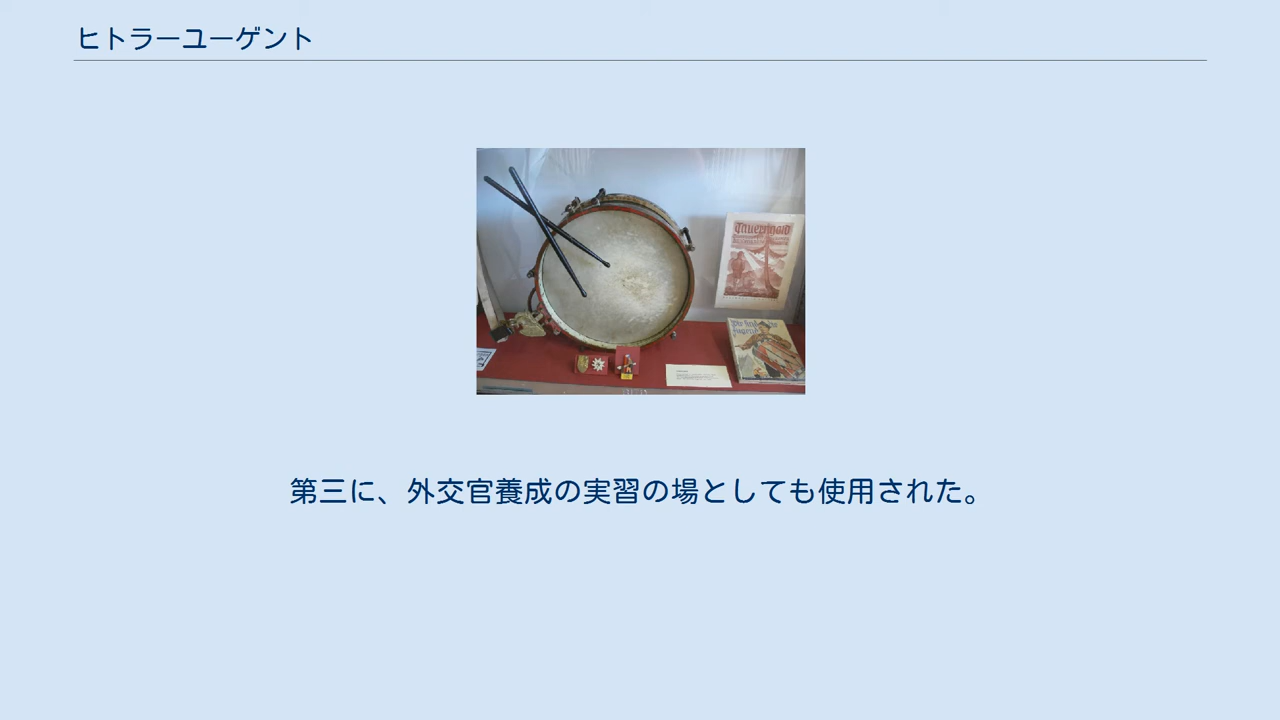 ヒトラーユーゲント
Tauerngold
第三に、外交官養成の実習の場としても使用された。